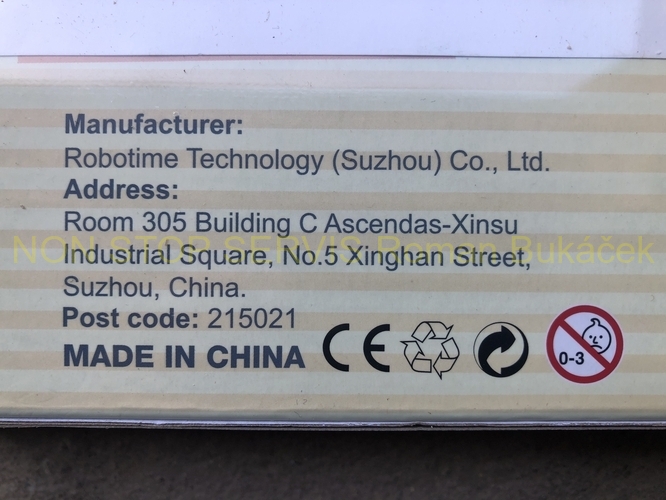 Manufacturer:
Robotime Technology (Suzhou) Co., Ltd.
Address:
Room 305 Building C Ascendas-Xinsu
NON STOP SERVIS Roman Bukáček
Industrial Square, No.5 Xinghan Street,
Suzhou, China.
Post code: 215021
MADE IN CHINA CE 0-3